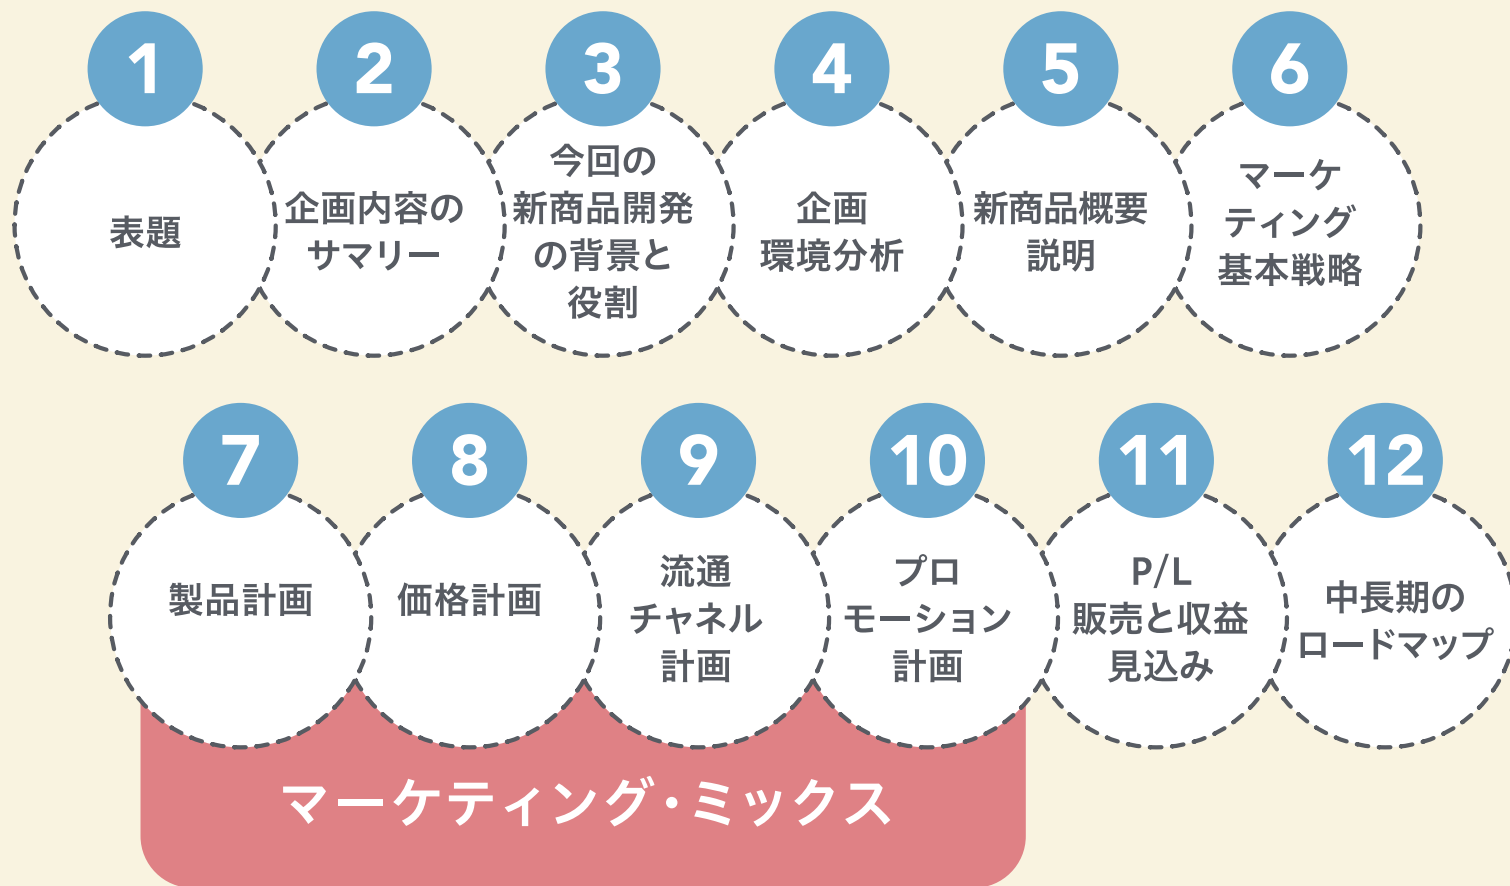 1
表題
2
企画内容の
サマリー
3
今回の
新商品開発
の背景と
役割
4
企画
環境分析
5
新商品概要
説明
6
マーケ
ティング
基本戦略
7
製品計画
8
価格計画
9
流通
チャネル
計画
10
プロ
モーション
計画
11
P/L
販売と収益
見込み
12
中長期の
ロードマップ
マーケティング・ミックス